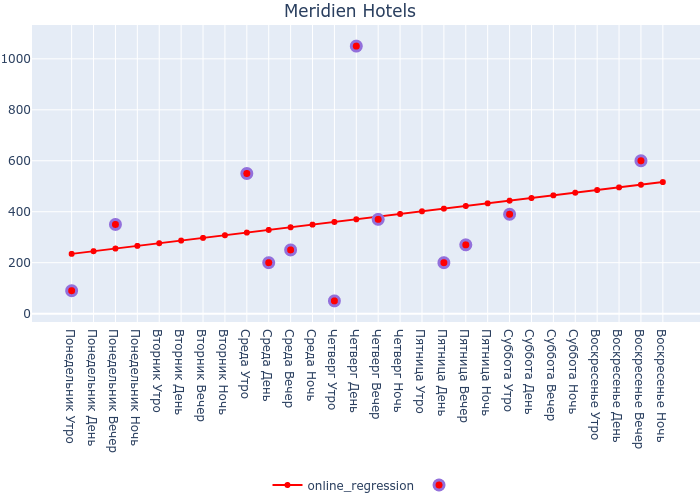 Meridien Hotels
1000
800
600
400
200
0
Понедельник Утро
Понедельник День
Понедельник Вечер
Понедельник Ночь
Вторник Утро
Вторник День
Вторник Вечер
Вторник Ночь
Среда Утро
Среда День
Среда Вечер
Среда Ночь
Четверг Утро
Четверг День
Четверг Вечер
Четверг Ночь
Пятница Утро
Пятница День
Пятница Вечер
Пятница Ночь
Суббота Утро
Суббота День
Суббота Вечер
Суббота Ночь
Воскресенье Утро
Воскресенье День
Воскресенье Вечер
Воскресенье Ночь
online_regression